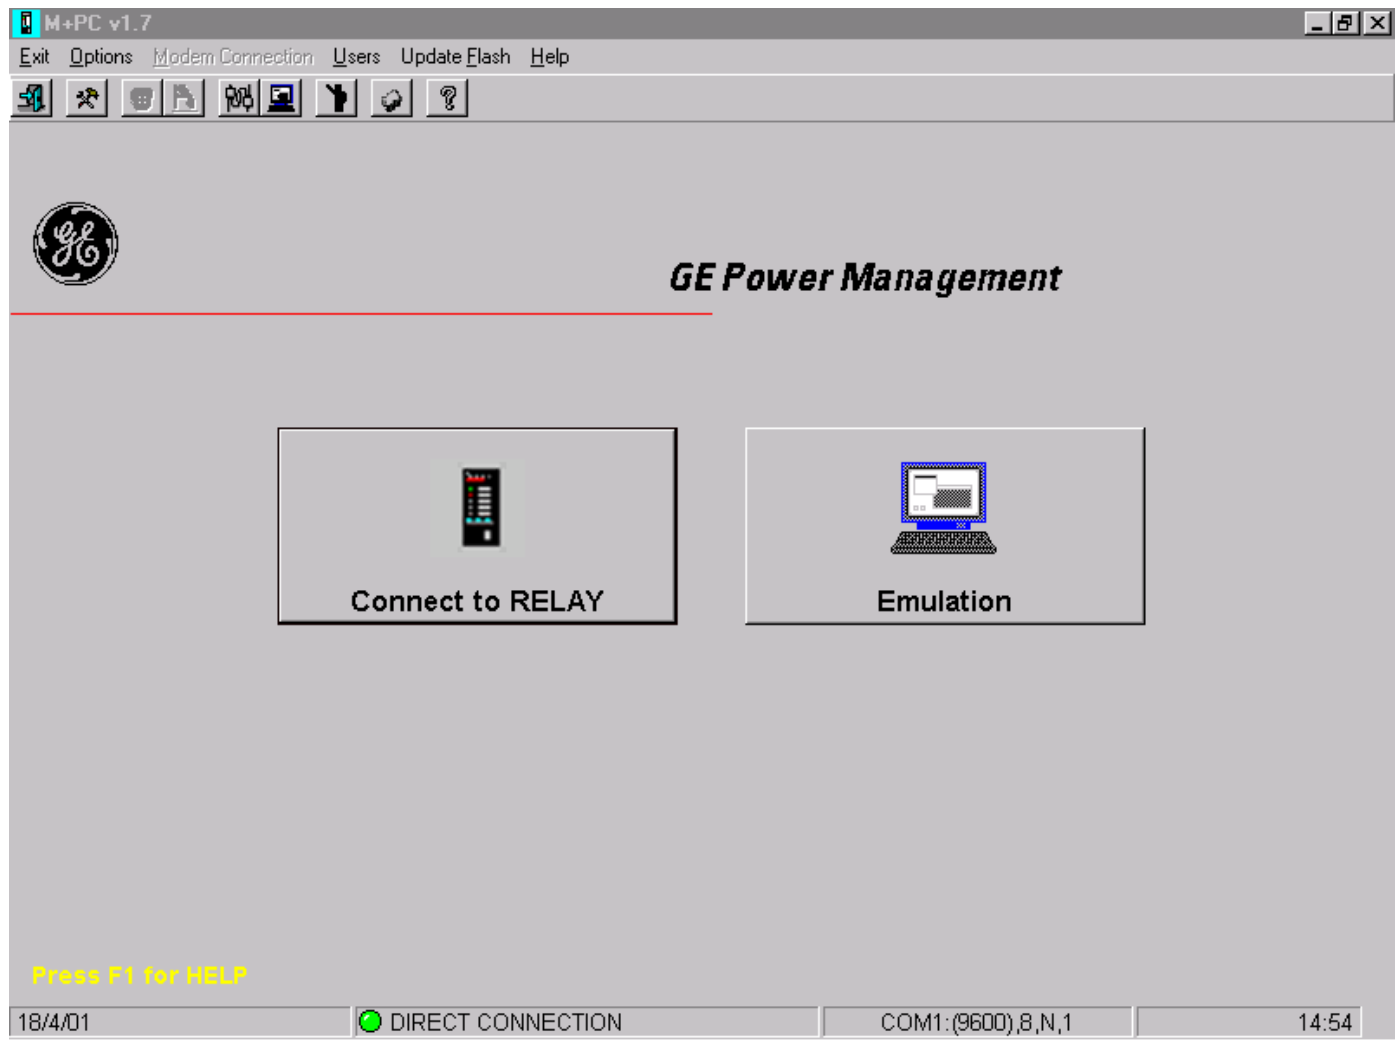 M+PC v1.7
Exit Options Modem Connection Users Update Flash Help
GE
GE Power Management
Connect to RELAY
Emulation
Press F1 for HELP
18/4/01 DIRECT CONNECTION COM1:(9600),8,N,1 14:54